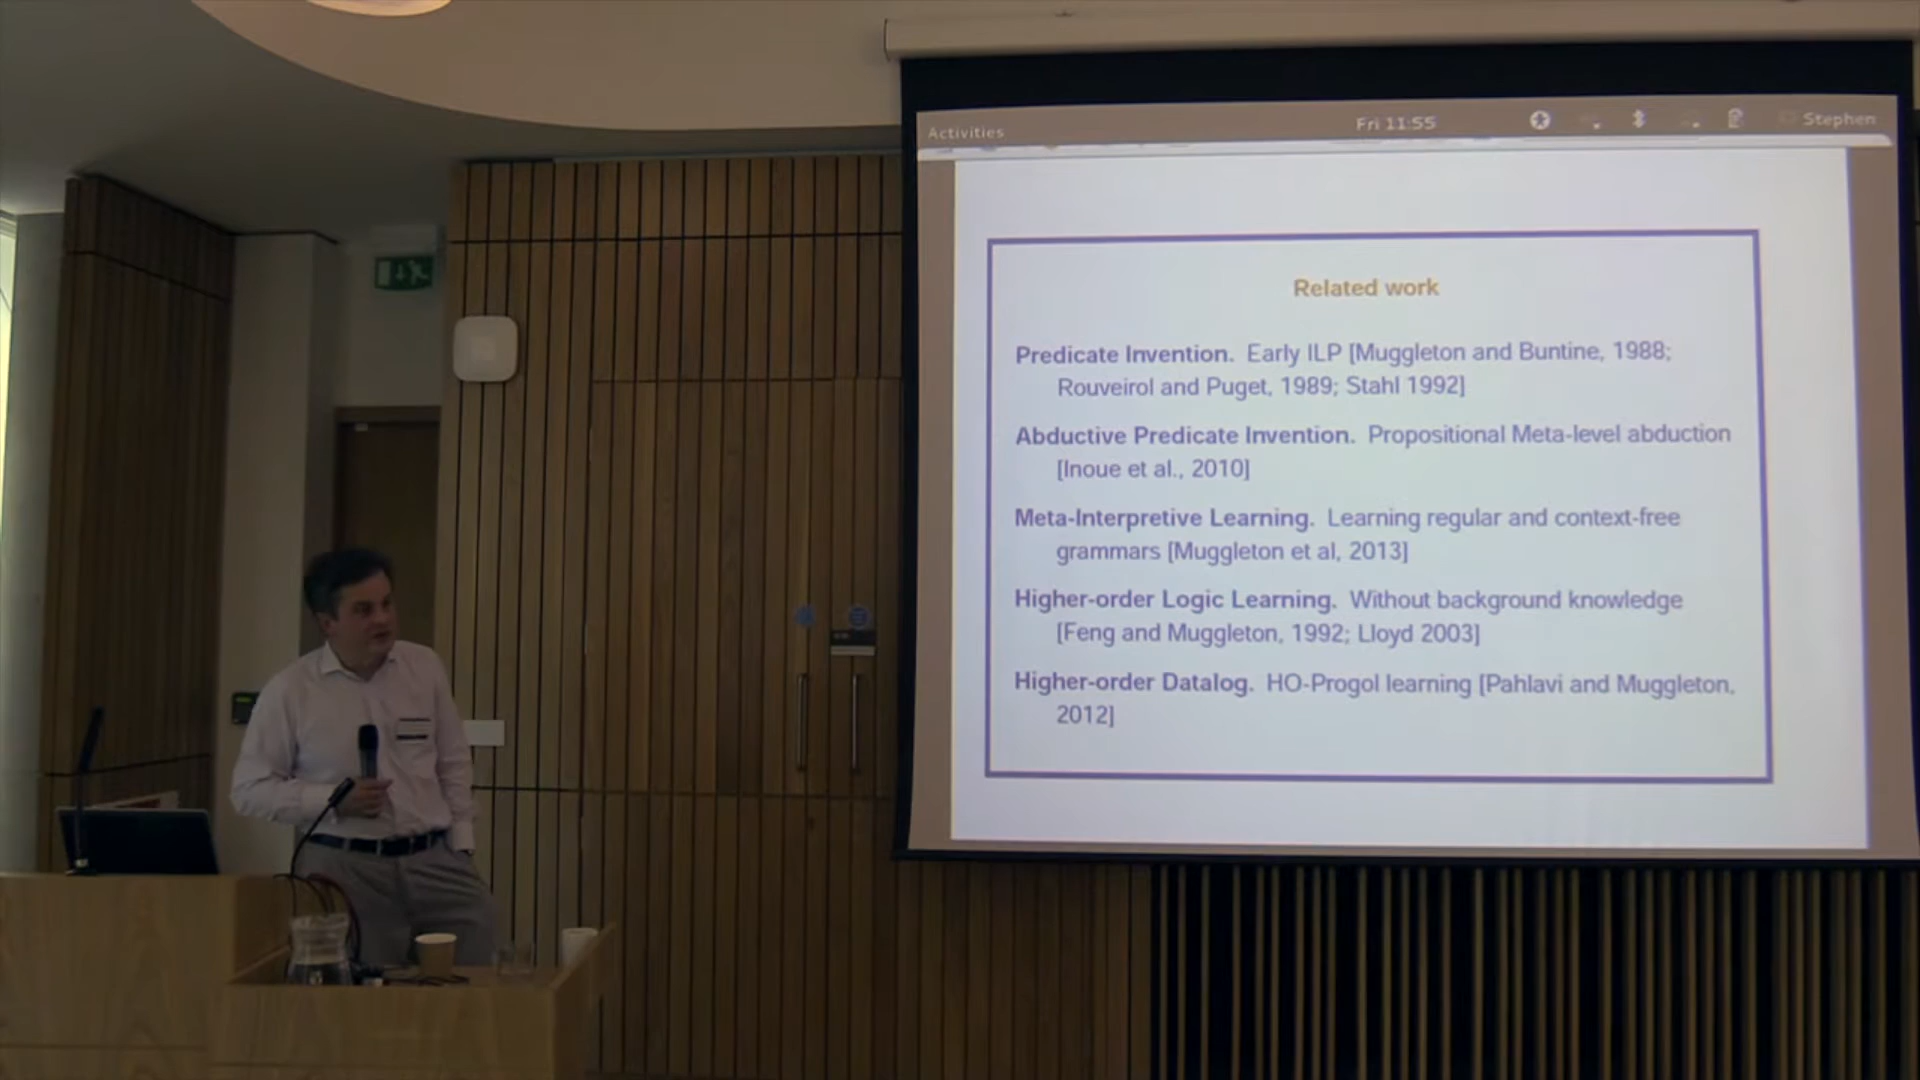 Activities
Fri 11:55
Stephen
Related work
Predicate Invention. Early ILP [Muggleton and Buntine, 1988;
Rouveirol and Puget, 1989; Stahl 1992]
Abductive Predicate Invention. Propositional Meta-level abduction
[Inoue et al., 2010]
Meta-Interpretive Learning. Learning regular and context-free
grammars [Muggleton et al, 2013]
Higher-order Logic Learning. Without background knowledge
[Feng and Muggleton, 1992; Lloyd 2003]
Higher-order Datalog. HO-Progol learning [Pahlavi and Muggleton,
2012]